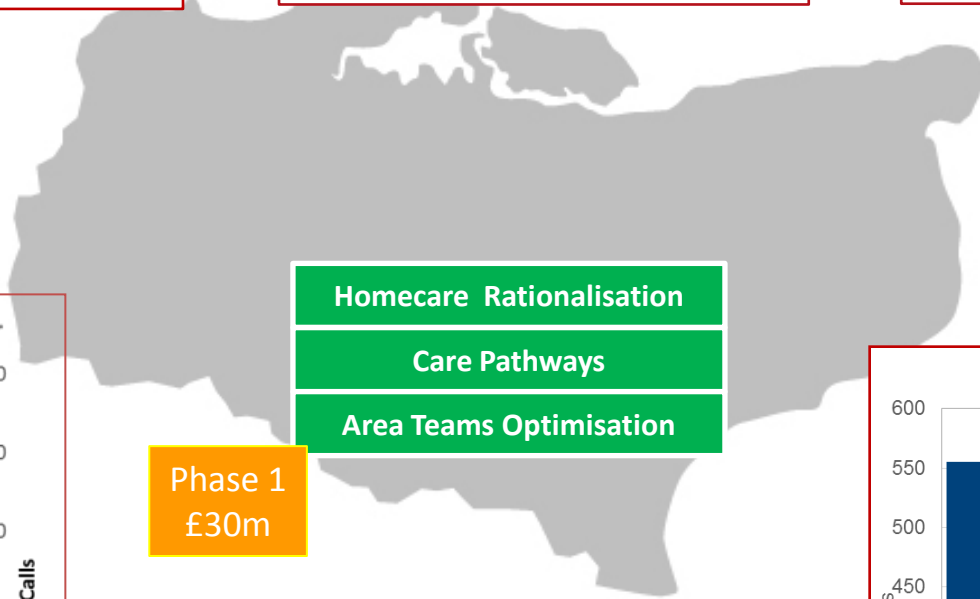 Homecare Rationalisation
Care Pathways
Area Teams Optimisation
Phase 1
£30m
Calls
600
550
500
450